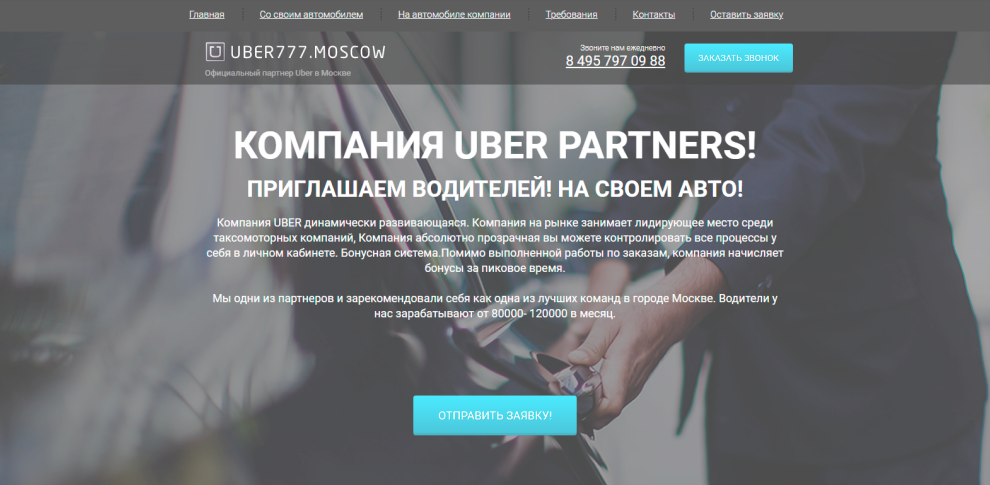 Главная Со своим автомобилем На автомобиле компании Требования Контакты Оставить заявку
UBER777.MOSCOW
Официальный партнер Uber в Москве
Звоните нам ежедневно
8 495 797 09 88
ЗАКАЗАТЬ ЗВОНОК
КОМПАНИЯ UBER PARTNERS!
ПРИГЛАШАЕМ ВОДИТЕЛЕЙ! НА СВОЕМ АВТО!
Компания UBER динамически развивающаяся. Компания на рынке занимает лидирующее место среди
таксомоторных компаний, Компания абсолютно прозрачная вы можете контролировать все процессы у
себя в личном кабинете. Бонусная система.Помимо выполненной работы по заказам, компания начисляет
бонусы за пиковое время.
Мы одни из партнеров и зарекомендовали себя как одна из лучших команд в городе Москве. Водители у
нас зарабатывают от 80000- 120000 в месяц.
ОТПРАВИТЬ ЗАЯВКУ!